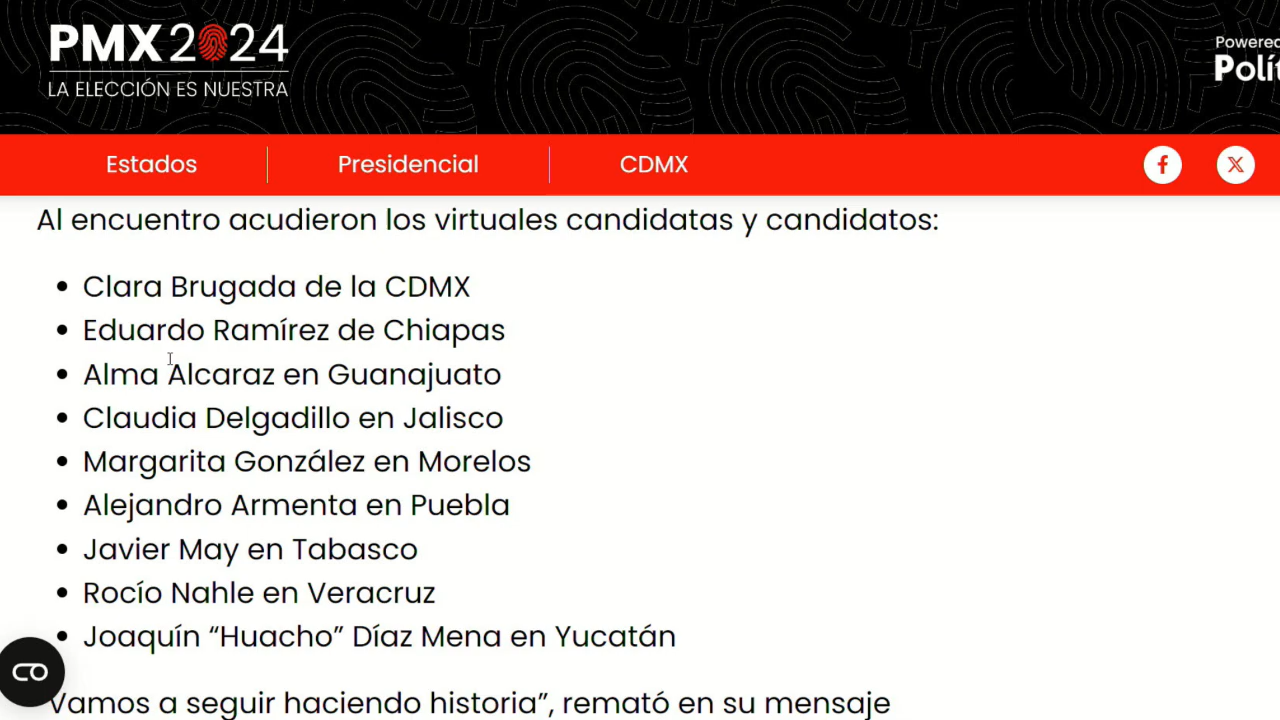 PMX2024
LA ELECCIÓN ES NUESTRA
Powered
Polít
Estados
Presidencial
CDMX
Al encuentro acudieron los virtuales candidatas y candidatos:
• Clara Brugada de la CDMX
• Eduardo Ramírez de Chiapas
• Alma Alcaraz en Guanajuato
• Claudia Delgadillo en Jalisco
• Margarita González en Morelos
• Alejandro Armenta en Puebla
• Javier May en Tabasco
• Rocío Nahle en Veracruz
• Joaquín “Huacho” Díaz Mena en Yucatán
Vamos a seguir haciendo historia”, remató en su mensaje